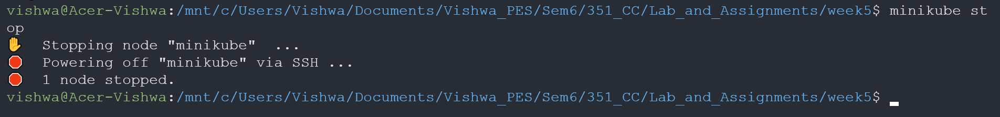 vishwa@Acer-Vishwa:/mnt/c/Users/Vishwa/Documents/Vishwa_PES/Sem6/351_CC/Lab_and_Assignments/week5$ minikube st
op
✋  Stopping node "minikube"  ...
🛑  Powering off "minikube" via SSH ...
🛑  1 node stopped.
vishwa@Acer-Vishwa:/mnt/c/Users/Vishwa/Documents/Vishwa_PES/Sem6/351_CC/Lab_and_Assignments/week5$